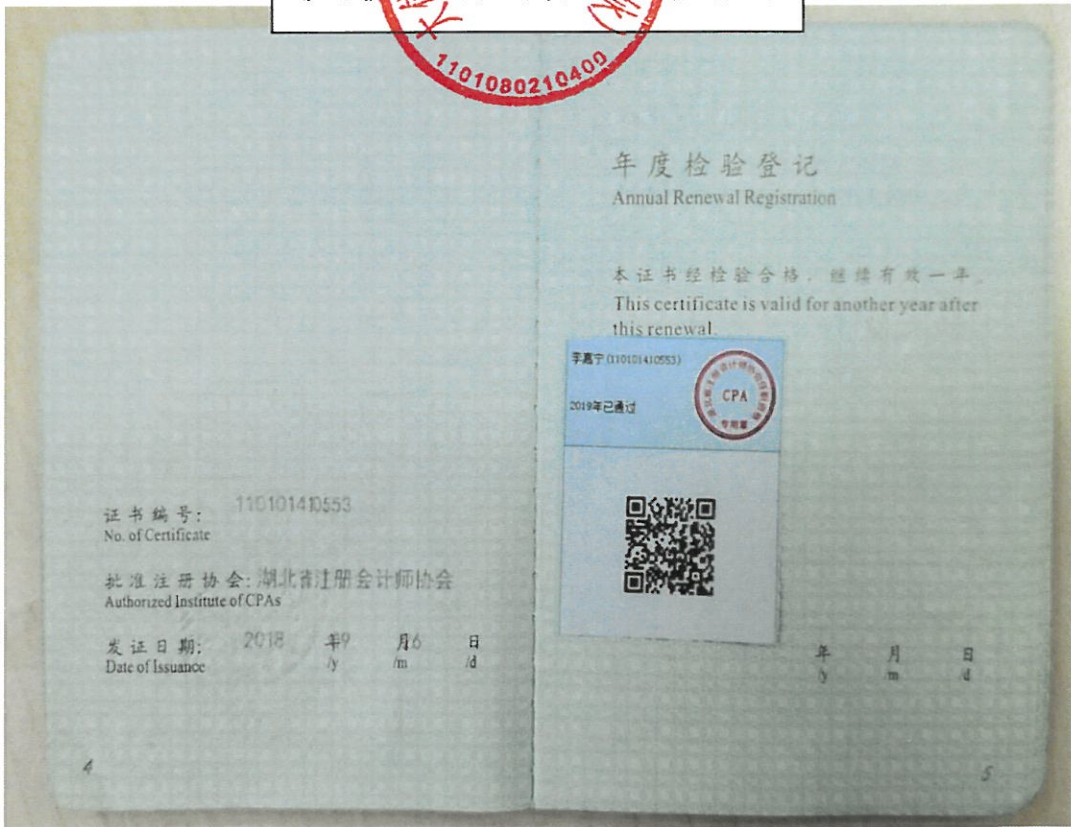 1101080210400
年度检验登记
Annual Renewal Registration
本证书经检验合格，继续有效一年。
This certificate is valid for another year after
this renewal.
李嘉宁(110101410553)
2019年已通过
CPA
专用章
证书编号: 110101410553
No. of Certificate
批准注册协会: 湖北省注册会计师协会
Authorized Institute of CPAs
发证日期: 2018 年9 月6 日
Date of Issuance /y /m /d
年 月 日
/y /m /d
4
5